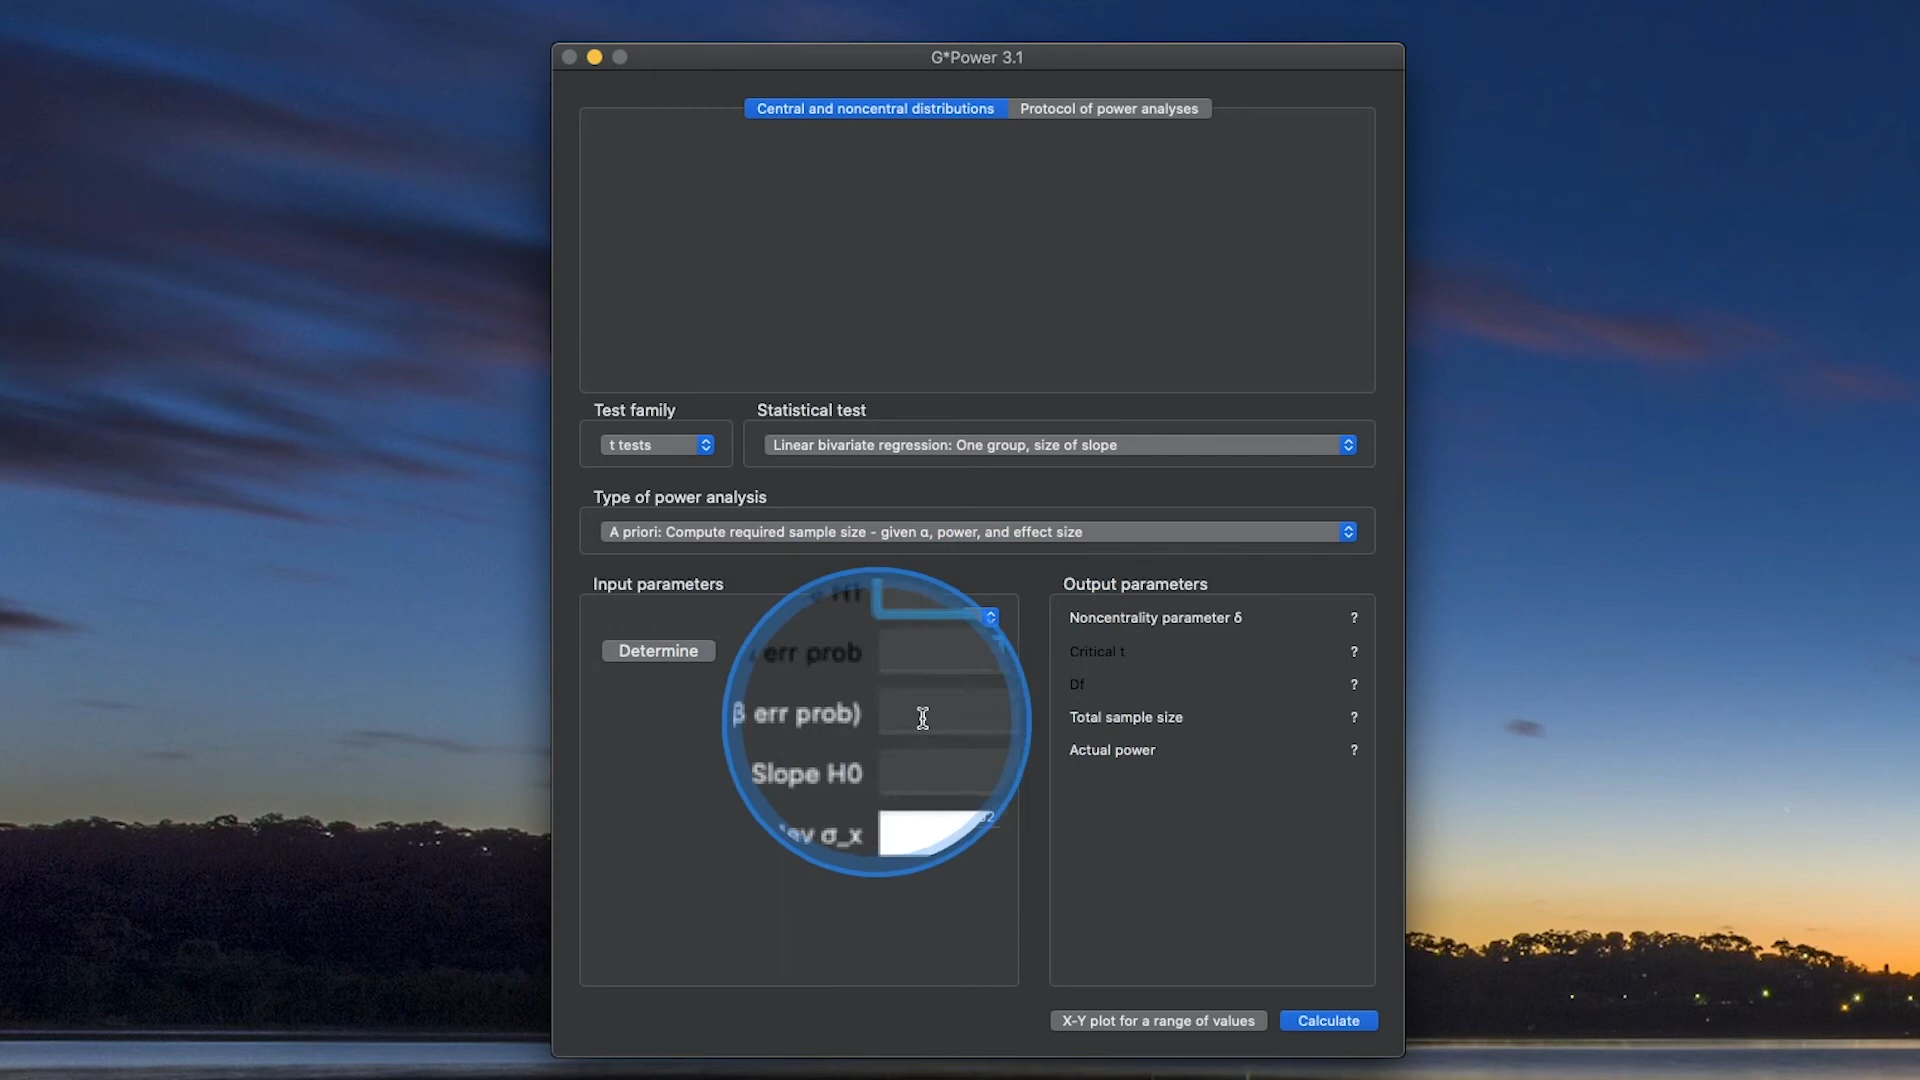 G*Power 3.1
Central and noncentral distributions
Protocol of power analyses
Test family
Statistical test
t tests
Linear bivariate regression: One group, size of slope
Type of power analysis
A priori: Compute required sample size - given α, power, and effect size
Input parameters
Determine
H1
err prob
β err prob)
Slope H0
σ_x
Output parameters
Noncentrality parameter δ
?
Critical t
?
Df
?
Total sample size
?
Actual power
?
X-Y plot for a range of values
Calculate